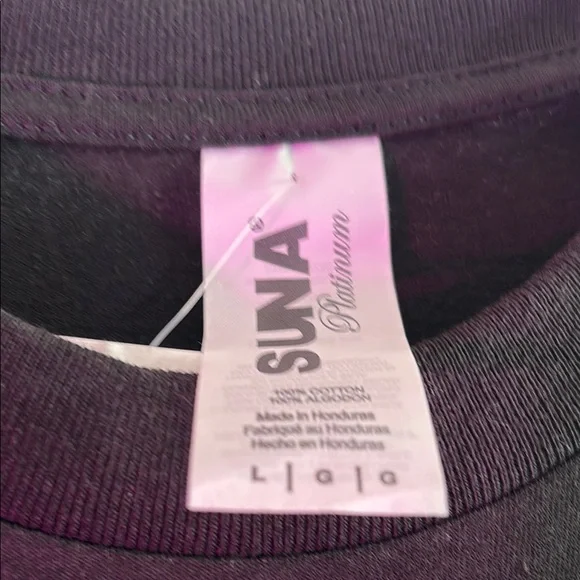 SUNA®
Platinum
100% COTTON
100% ALGODON
Made in Honduras
Fabriqué au Honduras
Hecho en Honduras
L | G | G